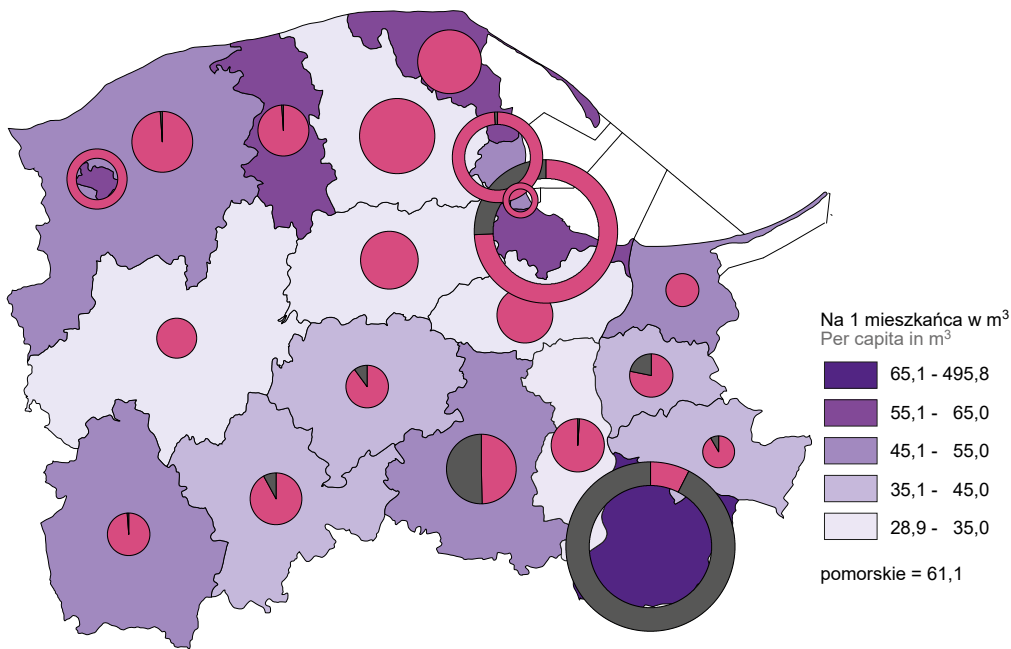 Na 1 mieszkańca w m³
Per capita in m³
65,1 - 495,8
55,1 - 65,0
45,1 - 55,0
35,1 - 45,0
28,9 - 35,0
pomorskie = 61,1